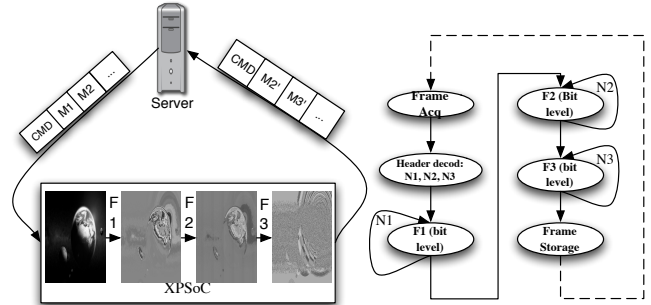 Server
CMD M1 M2 ...
CMD M2' M3' ...
F 1
F 2
F 3
XPSoC
Frame
Acq
Header decod:
N1, N2, N3
N1
F1 (bit
level)
F2 (Bit
level)
N2
F3 (bit
level)
N3
Frame
Storage